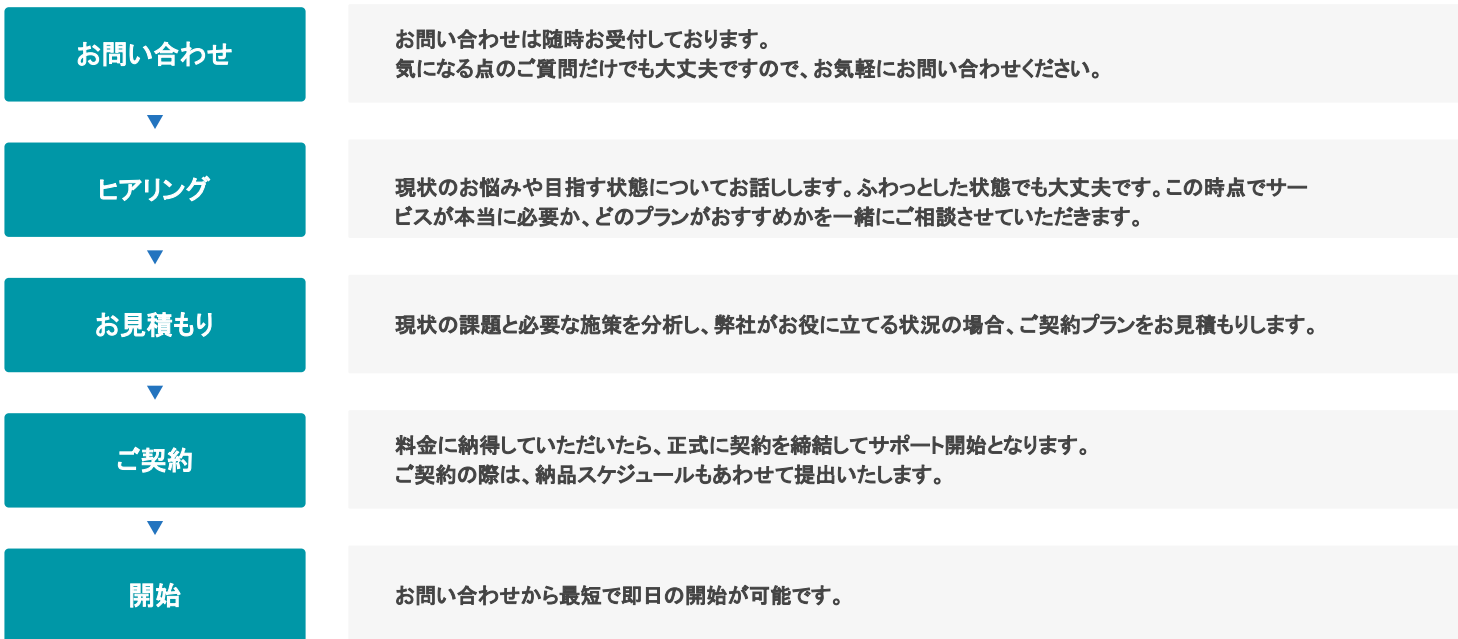 お問い合わせ
お問い合わせは随時お受付しております。
気になる点のご質問だけでも大丈夫ですので、お気軽にお問い合わせください。
ヒアリング
現状のお悩みや目指す状態についてお話しします。ふわっとした状態でも大丈夫です。この時点でサー
ビスが本当に必要か、どのプランがおすすめかを一緒にご相談させていただきます。
お見積もり
現状の課題と必要な施策を分析し、弊社がお役に立てる状況の場合、ご契約プランをお見積もりします。
ご契約
料金に納得していただいたら、正式に契約を締結してサポート開始となります。
ご契約の際は、納品スケジュールもあわせて提出いたします。
開始
お問い合わせから最短で即日の開始が可能です。